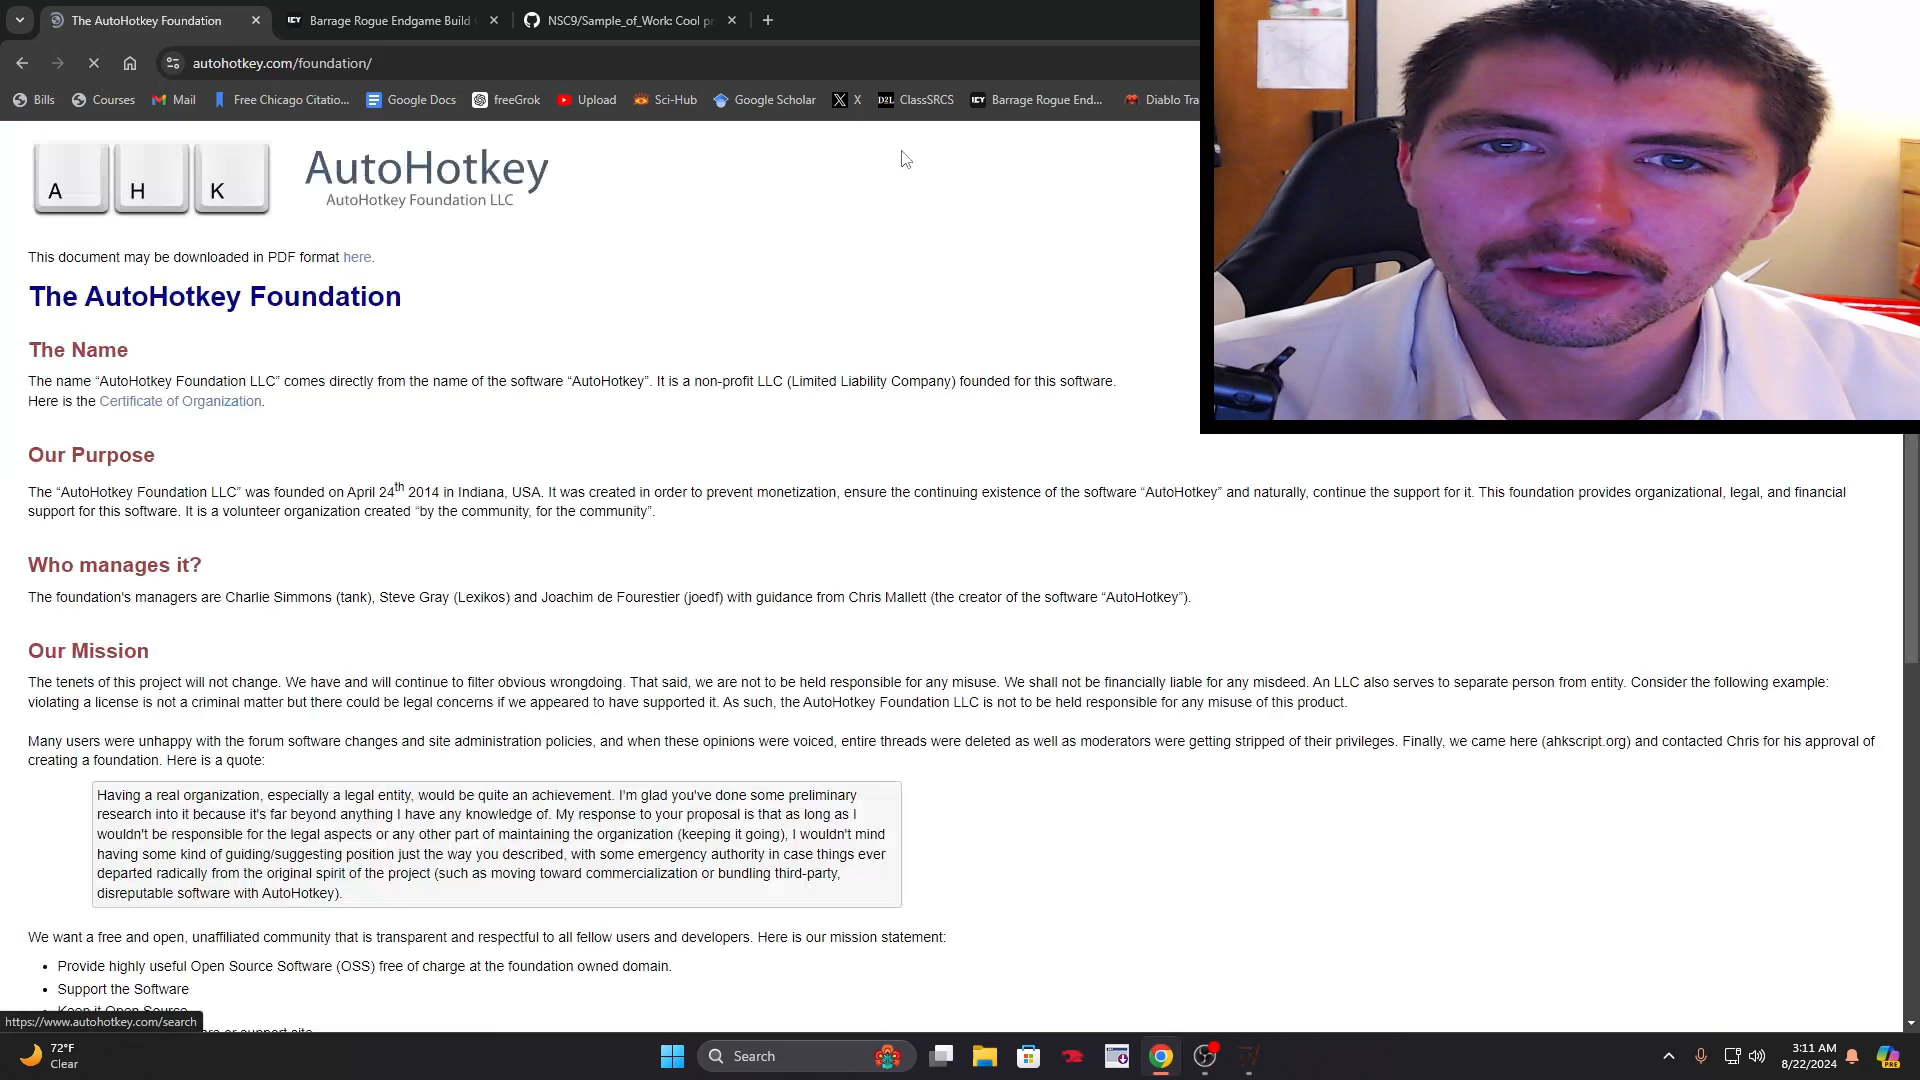 The AutoHotkey Foundation
Barrage Rogue Endgame Build
NSC9/Sample_of_Work: Cool pr
autohotkey.com/foundation/
Bills
Courses
Mail
Free Chicago Citatio...
Google Docs
freeGrok
Upload
Sci-Hub
Google Scholar
X
D2L
ClassSRCS
ICY
Barrage Rogue End...
Diablo Tra
A H K
AutoHotkey
AutoHotkey Foundation LLC
This document may be downloaded in PDF format here.
The AutoHotkey Foundation
The Name
The name “AutoHotkey Foundation LLC” comes directly from the name of the software “AutoHotkey”. It is a non-profit LLC (Limited Liability Company) founded for this software.
Here is the Certificate of Organization.
Our Purpose
The “AutoHotkey Foundation LLC” was founded on April 24th 2014 in Indiana, USA. It was created in order to prevent monetization, ensure the continuing existence of the software “AutoHotkey” and naturally, continue the support for it. This foundation provides organizational, legal, and financial
support for this software. It is a volunteer organization created “by the community, for the community”.
Who manages it?
The foundation's managers are Charlie Simmons (tank), Steve Gray (Lexikos) and Joachim de Fourestier (joedf) with guidance from Chris Mallett (the creator of the software “AutoHotkey”).
Our Mission
The tenets of this project will not change. We have and will continue to filter obvious wrongdoing. That said, we are not to be held responsible for any misuse. We shall not be financially liable for any misdeed. An LLC also serves to separate person from entity. Consider the following example:
violating a license is not a criminal matter but there could be legal concerns if we appeared to have supported it. As such, the AutoHotkey Foundation LLC is not to be held responsible for any misuse of this product.
Many users were unhappy with the forum software changes and site administration policies, and when these opinions were voiced, entire threads were deleted as well as moderators were getting stripped of their privileges. Finally, we came here (ahkscript.org) and contacted Chris for his approval of
creating a foundation. Here is a quote:
Having a real organization, especially a legal entity, would be quite an achievement. I'm glad you've done some preliminary
research into it because it's far beyond anything I have any knowledge of. My response to your proposal is that as long as I
wouldn't be responsible for the legal aspects or any other part of maintaining the organization (keeping it going), I wouldn't mind
having some kind of guiding/suggesting position just the way you described, with some emergency authority in case things ever
departed radically from the original spirit of the project (such as moving toward commercialization or bundling third-party,
disreputable software with AutoHotkey).
We want a free and open, unaffiliated community that is transparent and respectful to all fellow users and developers. Here is our mission statement:
• Provide highly useful Open Source Software (OSS) free of charge at the foundation owned domain.
• Support the Software
• Keep it Open Source
https://www.autohotkey.com/search
or support site
72°F
Clear
Search
3:11 AM
8/22/2024
PRE